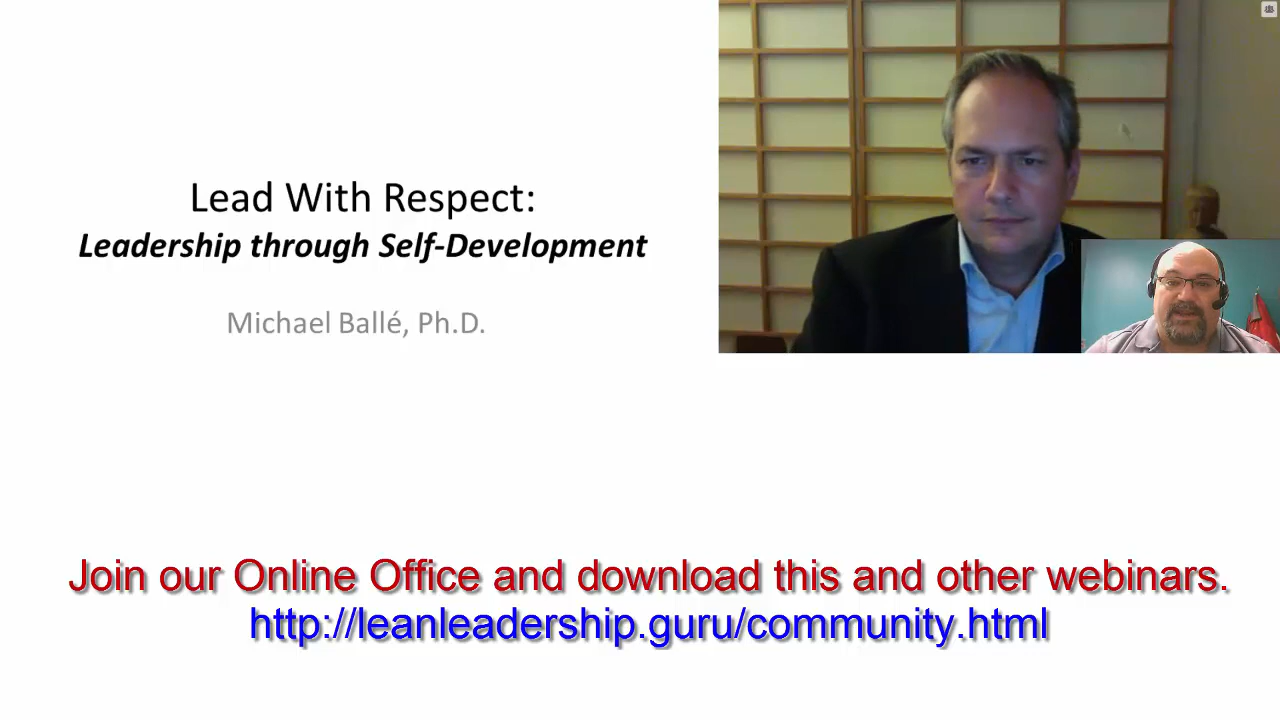 Lead With Respect:
Leadership through Self-Development
Michael Ballé, Ph.D.
Join our Online Office and download this and other webinars.
http://leanleadership.guru/community.html